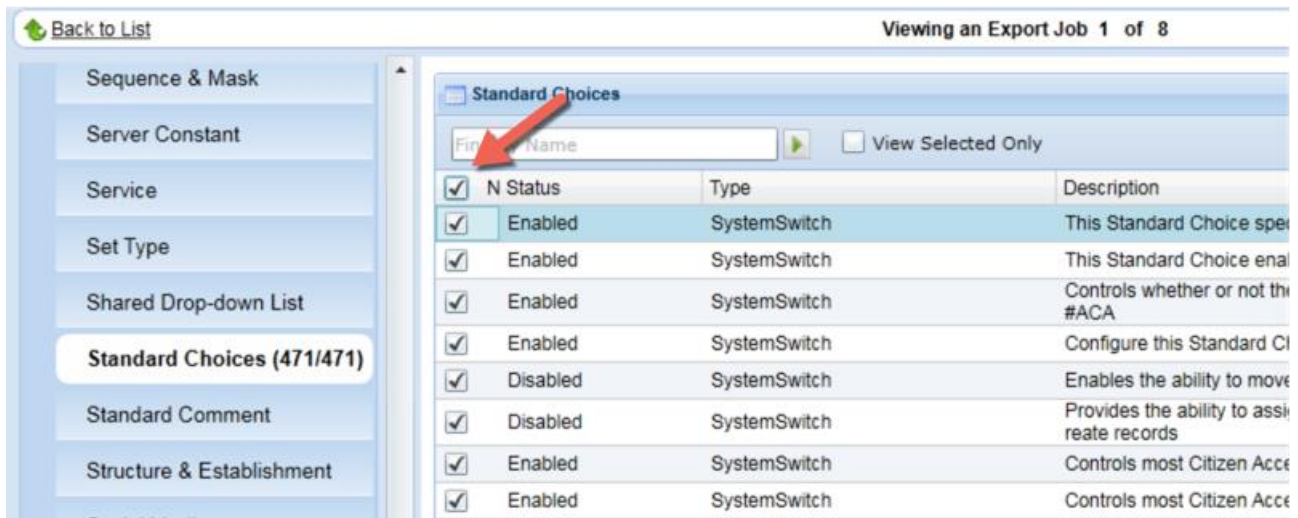 Back to List
Viewing an Export Job 1 of 8
Sequence & Mask
Server Constant
Service
Set Type
Shared Drop-down List
Standard Choices (471/471)
Standard Comment
Structure & Establishment
Standard Choices
Name
View Selected Only
N Status Type Description
Enabled SystemSwitch This Standard Choice spe
Enabled SystemSwitch This Standard Choice enal
Enabled SystemSwitch Controls whether or not the
#ACA
Enabled SystemSwitch Configure this Standard Cl
Disabled SystemSwitch Enables the ability to move
Disabled SystemSwitch Provides the ability to assi
reate records
Enabled SystemSwitch Controls most Citizen Acce
Enabled SystemSwitch Controls most Citizen Acce